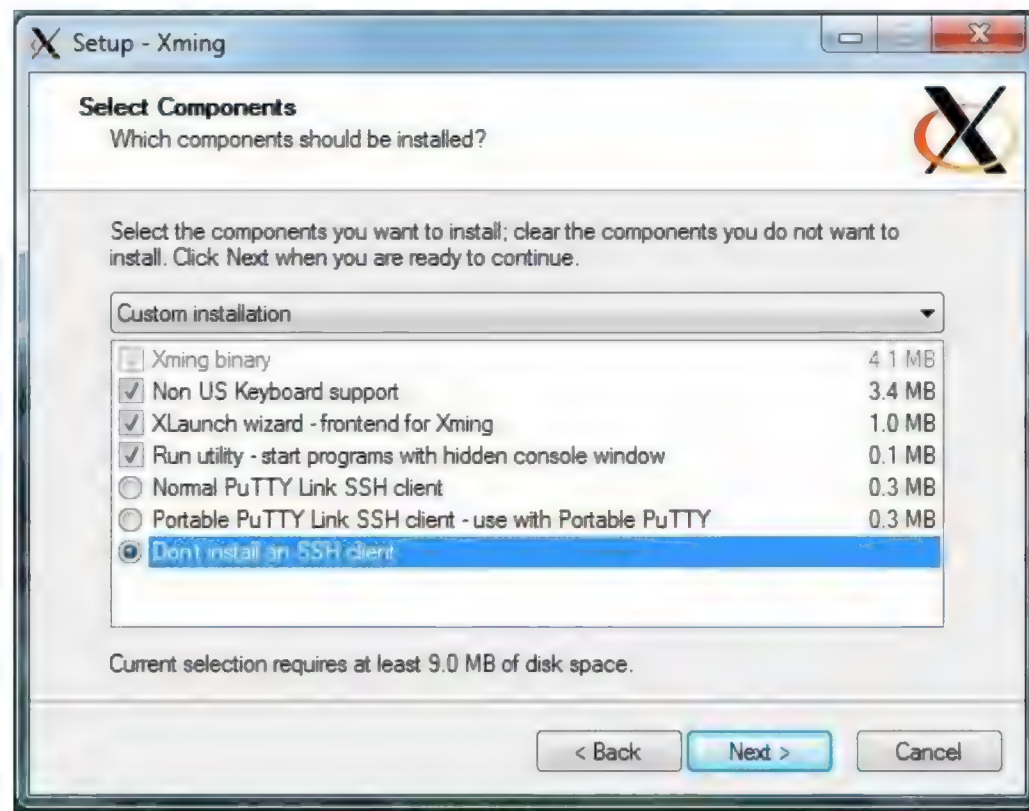 Setup - Xming
Select Components
Which components should be installed?
Select the components you want to install; clear the components you do not want to
install. Click Next when you are ready to continue.
Custom installation
Xming binary 4.1 MB
Non US Keyboard support 3.4 MB
XLaunch wizard - frontend for Xming 1.0 MB
Run utility - start programs with hidden console window 0.1 MB
Normal PuTTY Link SSH client 0.3 MB
Portable PuTTY Link SSH client - use with Portable PuTTY 0.3 MB
Don't install an SSH client
Current selection requires at least 9.0 MB of disk space.
< Back Next > Cancel